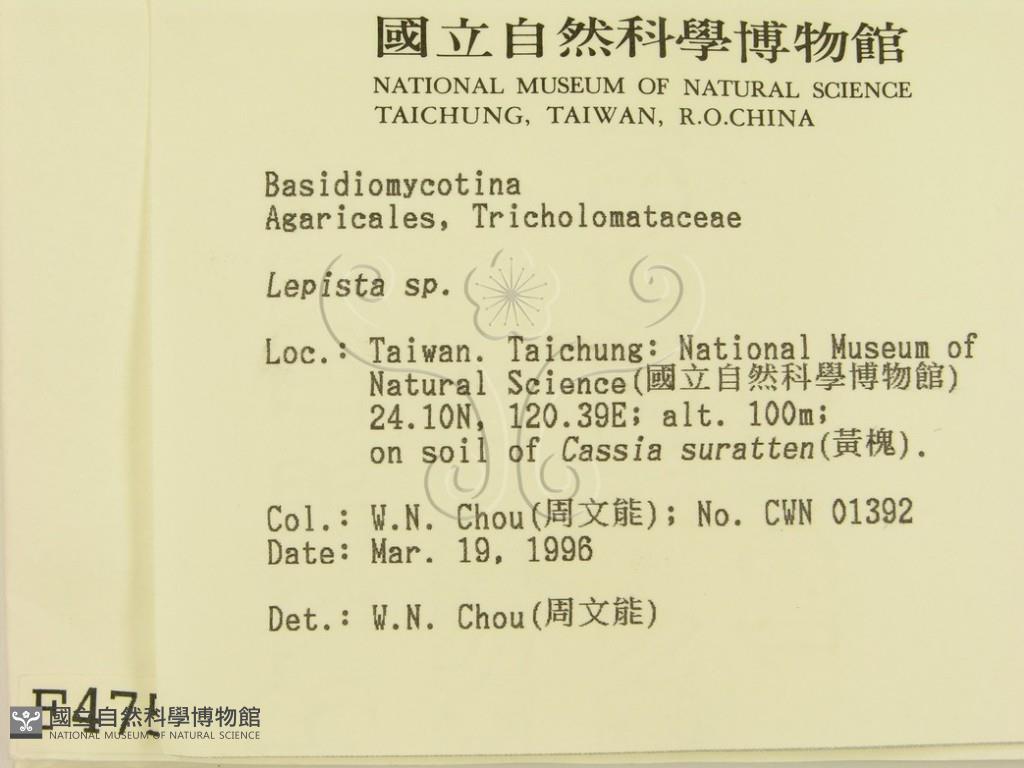 國立自然科學博物館
NATIONAL MUSEUM OF NATURAL SCIENCE
TAICHUNG, TAIWAN, R.O.CHINA
Basidiomycotina
Agaricales, Tricholomataceae
Lepista sp.
Loc.: Taiwan. Taichung: National Museum of
Natural Science(國立自然科學博物館)
24.10N, 120.39E; alt. 100m;
on soil of Cassia suratten(黃槐).
Col.: W.N. Chou(周文能); No. CWN 01392
Date: Mar. 19, 1996
Det.: W.N. Chou(周文能)
國立自然科學博物館
NATIONAL MUSEUM OF NATURAL SCIENCE